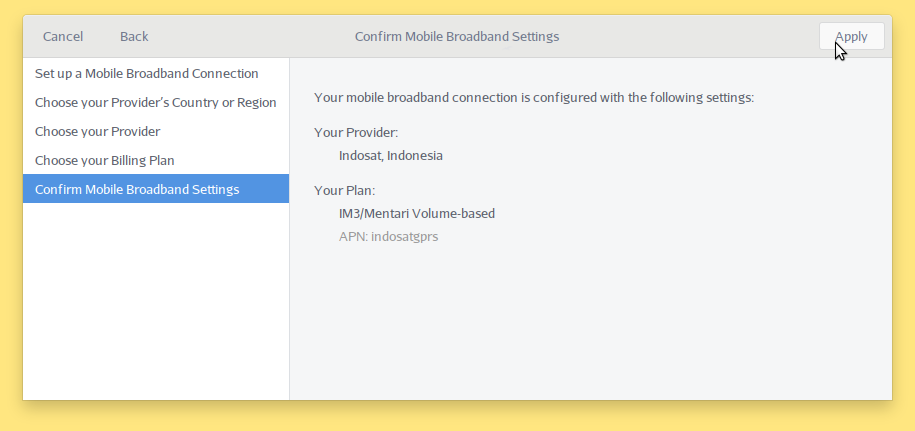 Cancel Back Confirm Mobile Broadband Settings Apply
Set up a Mobile Broadband Connection
Choose your Provider’s Country or Region
Choose your Provider
Choose your Billing Plan
Confirm Mobile Broadband Settings
Your mobile broadband connection is configured with the following settings:
Your Provider:
Indosat, Indonesia
Your Plan:
IM3/Mentari Volume-based
APN: indosatgprs